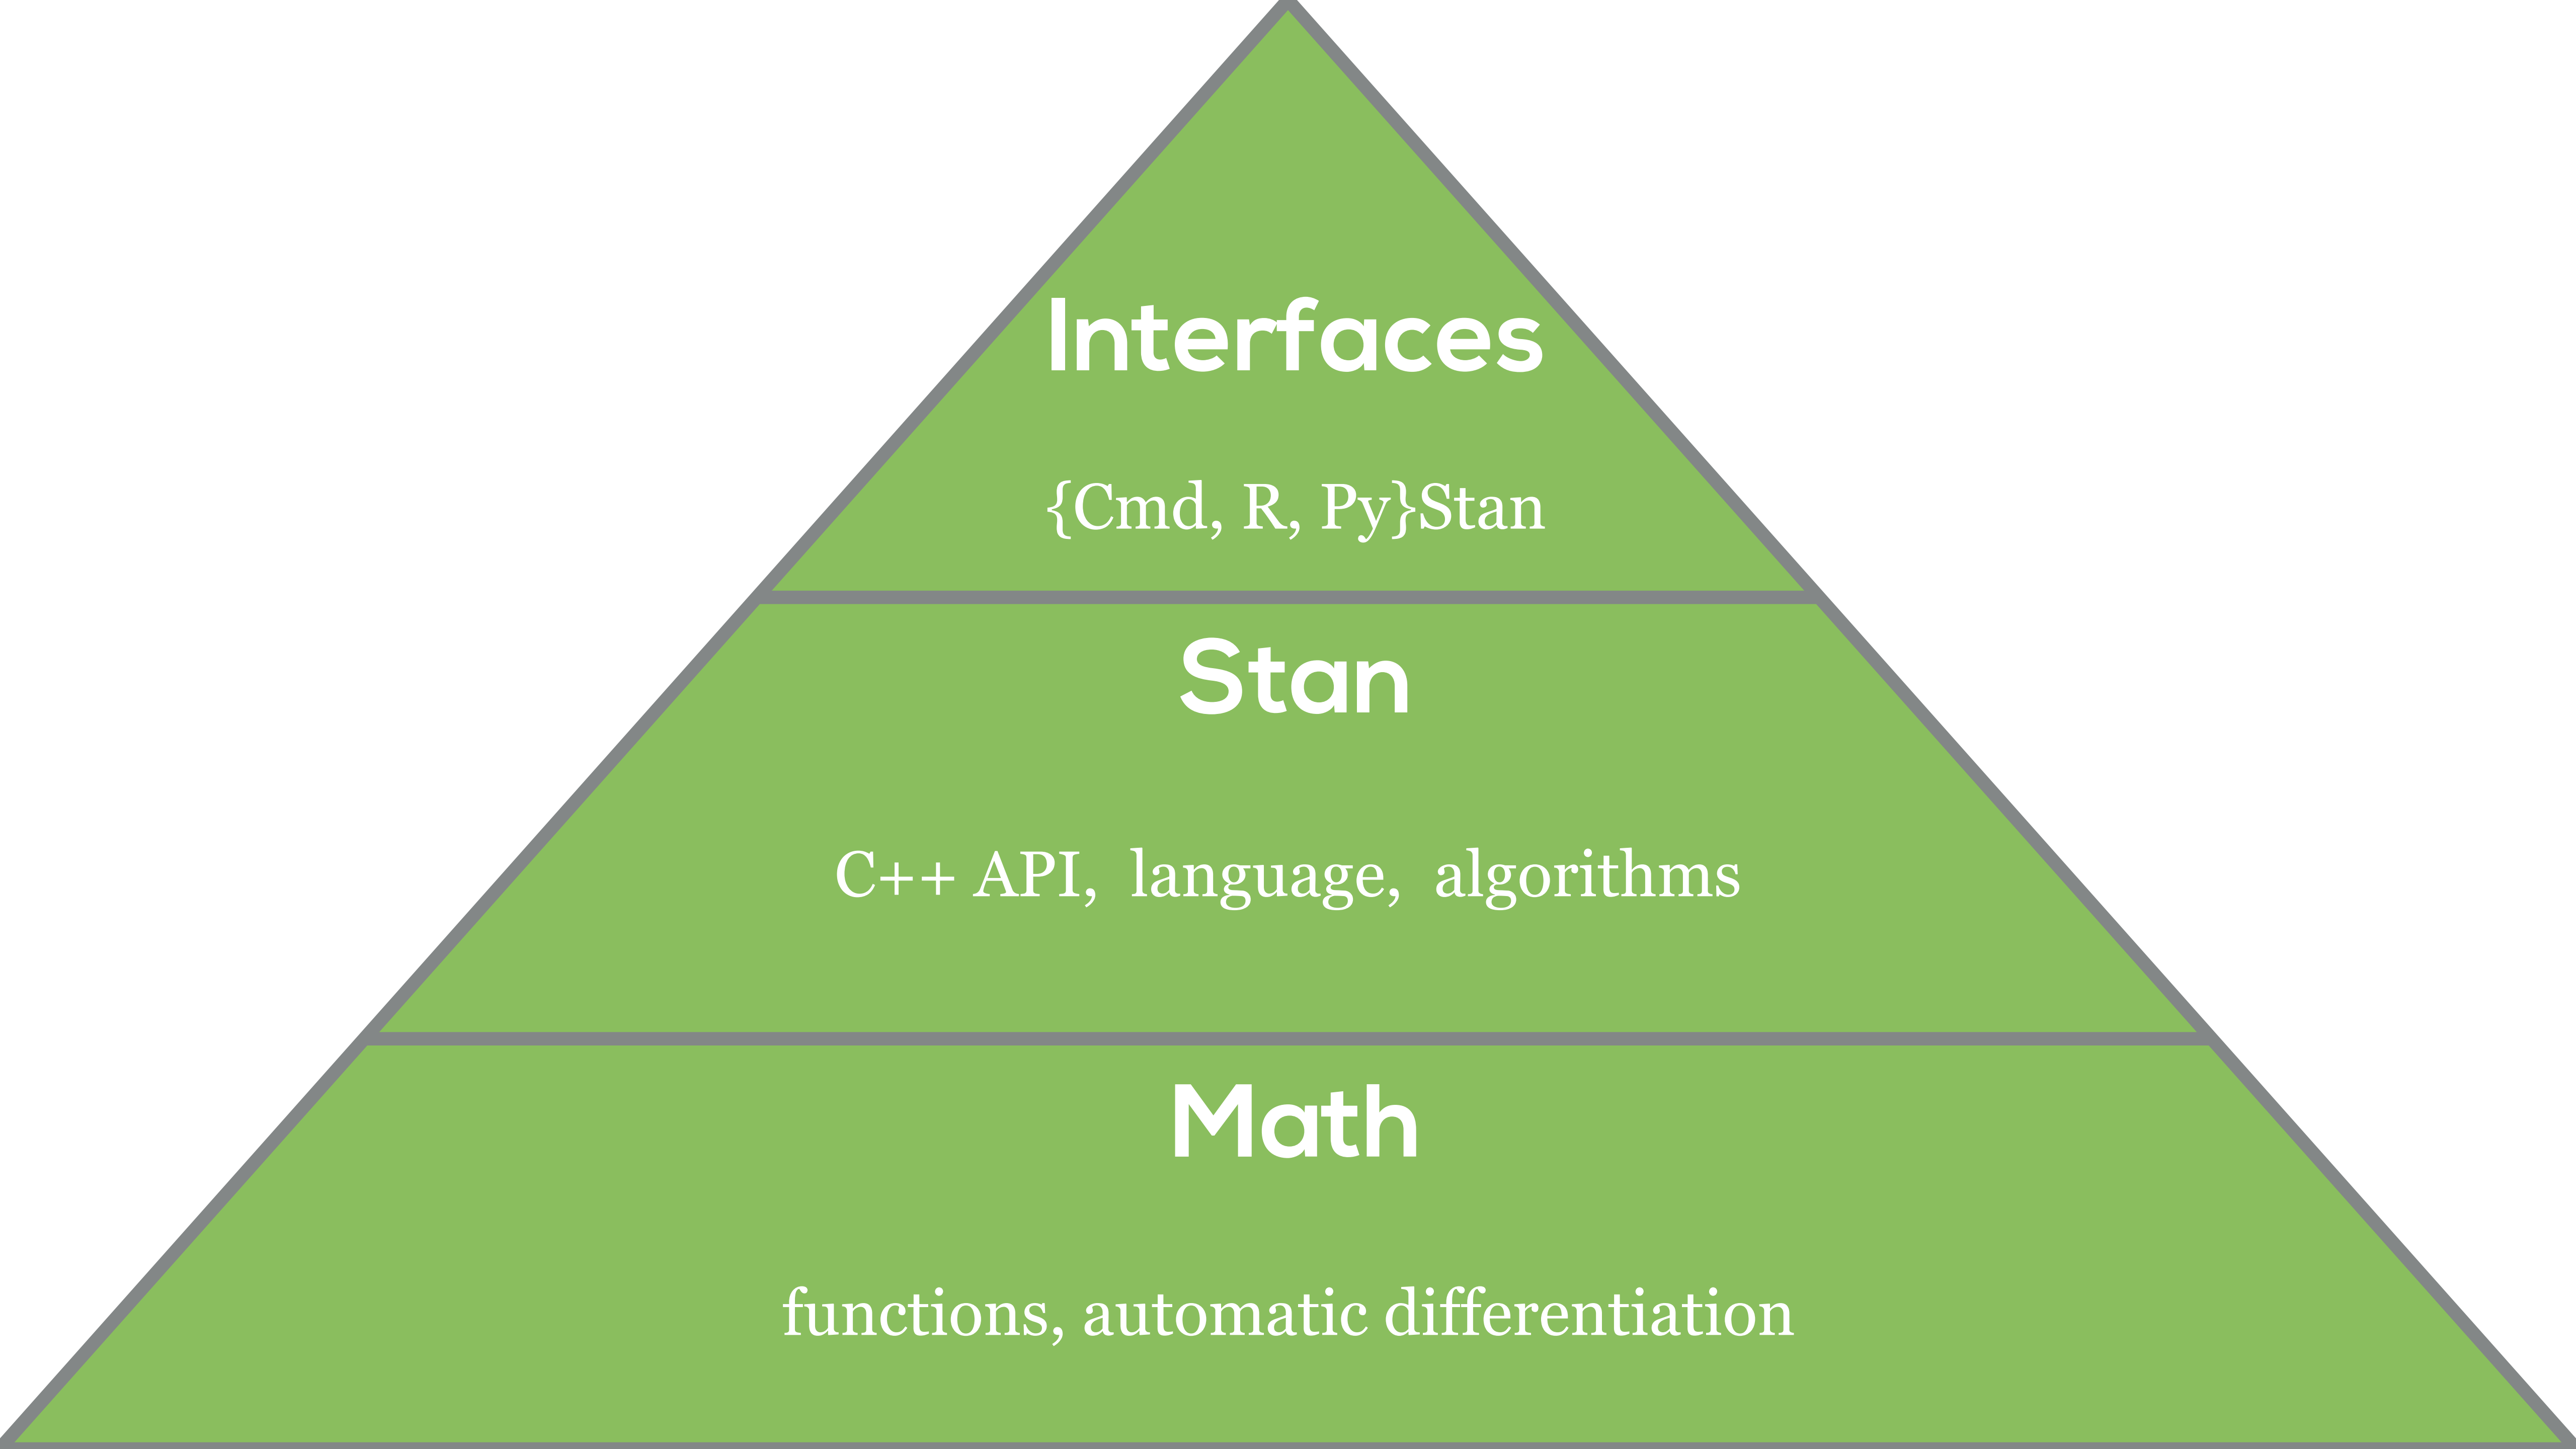 Interfaces
{Cmd, R, Py}Stan
Stan
C++ API, language, algorithms
Math
functions, automatic differentiation